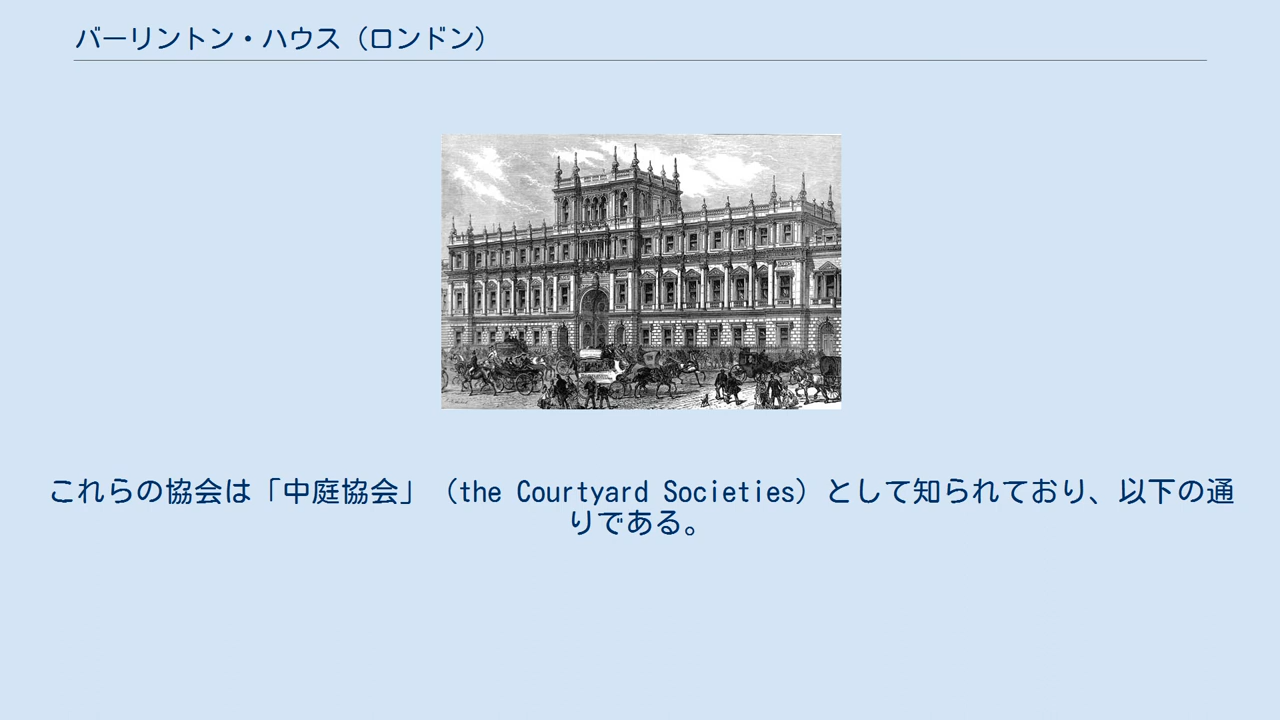 バーリントン・ハウス（ロンドン）
これらの協会は「中庭協会」（the Courtyard Societies）として知られており、以下の通
りである。